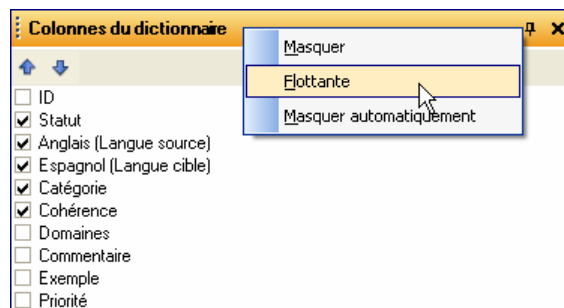 Colonnes du dictionnaire
Masquer
Flottante
Masquer automatiquement
ID
Statut
Anglais (Langue source)
Espagnol (Langue cible)
Catégorie
Cohérence
Domaines
Commentaire
Exemple
Priorité